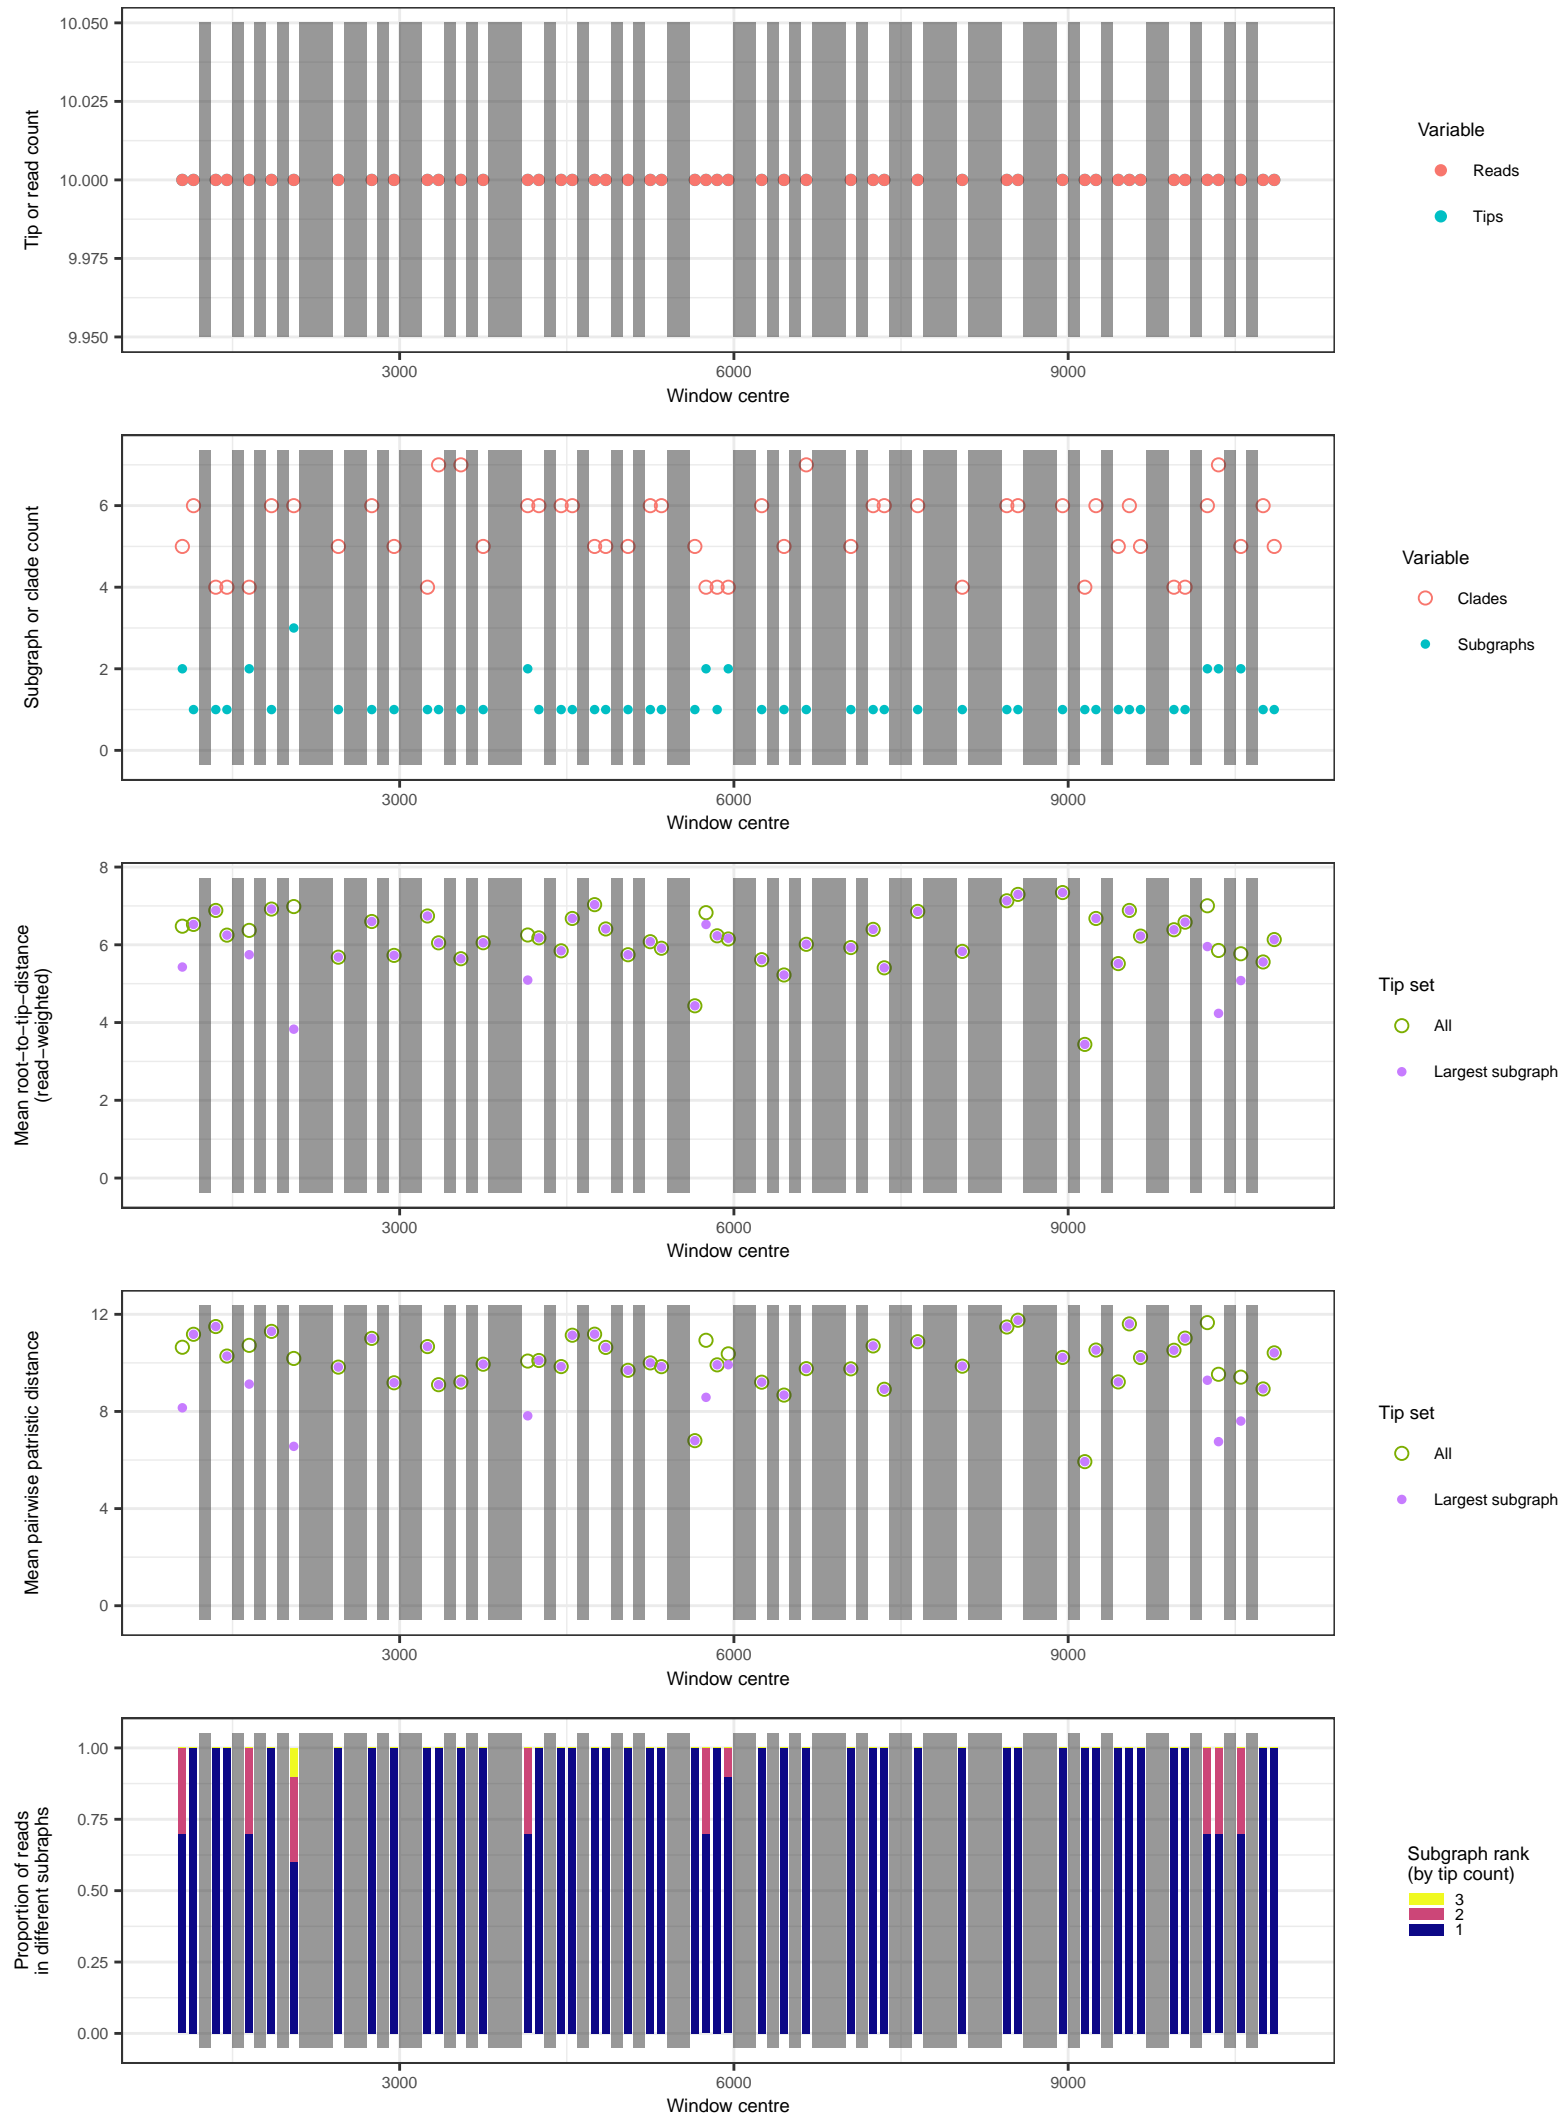 10.050
10.025
10.000
9.975
9.950
Tip or read count
3000
6000
9000
Window centre
Variable
Reads
Tips
6
4
2
0
Subgraph or clade count
3000
6000
9000
Window centre
Variable
Clades
Subgraphs
8
6
4
2
0
Mean root−to−tip−distance
(read−weighted)
3000
6000
9000
Window centre
Tip set
All
Largest subgraph
12
8
4
0
Mean pairwise patristic distance
3000
6000
9000
Window centre
Tip set
All
Largest subgraph
1.00
0.75
0.50
0.25
0.00
Proportion of reads
in different subraphs
3000
6000
9000
Window centre
Subgraph rank
(by tip count)
3
2
1